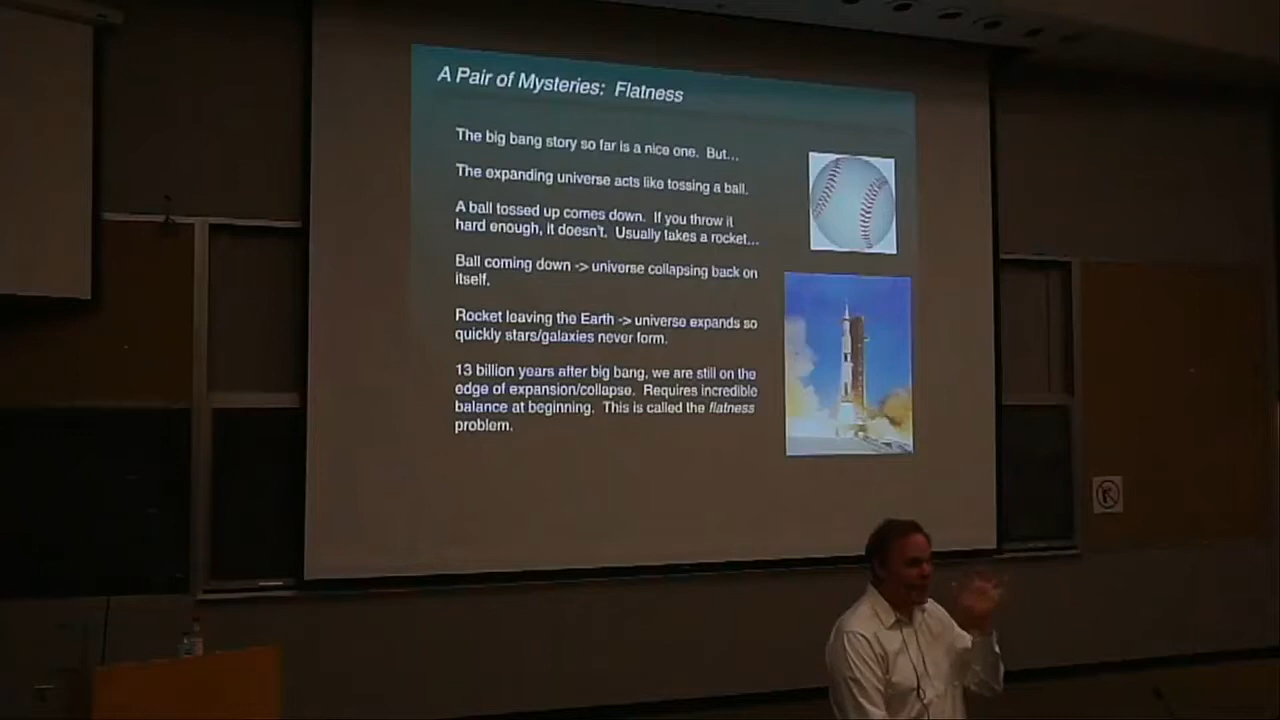 A Pair of Mysteries: Flatness
The big bang story so far is a nice one. But...
The expanding universe acts like tossing a ball.
A ball tossed up comes down. If you throw it
hard enough, it doesn't. Usually takes a rocket...
Ball coming down -> universe collapsing back on
itself.
Rocket leaving the Earth -> universe expands so
quickly stars/galaxies never form.
13 billion years after big bang, we are still on the
edge of expansion/collapse. Requires incredible
balance at beginning. This is called the flatness
problem.